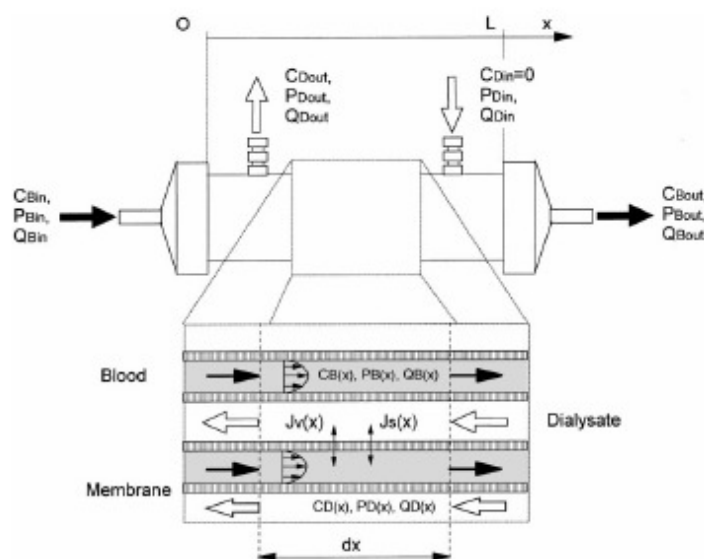 O L x
CDout,
PDout,
QDout
CDin=0
PDin,
QDin
CBin,
PBin,
QBin
CBout,
PBout,
QBout
Blood
CB(x), PB(x), QB(x)
Jv(x) Js(x)
Dialysate
Membrane
CD(x), PD(x), QD(x)
dx